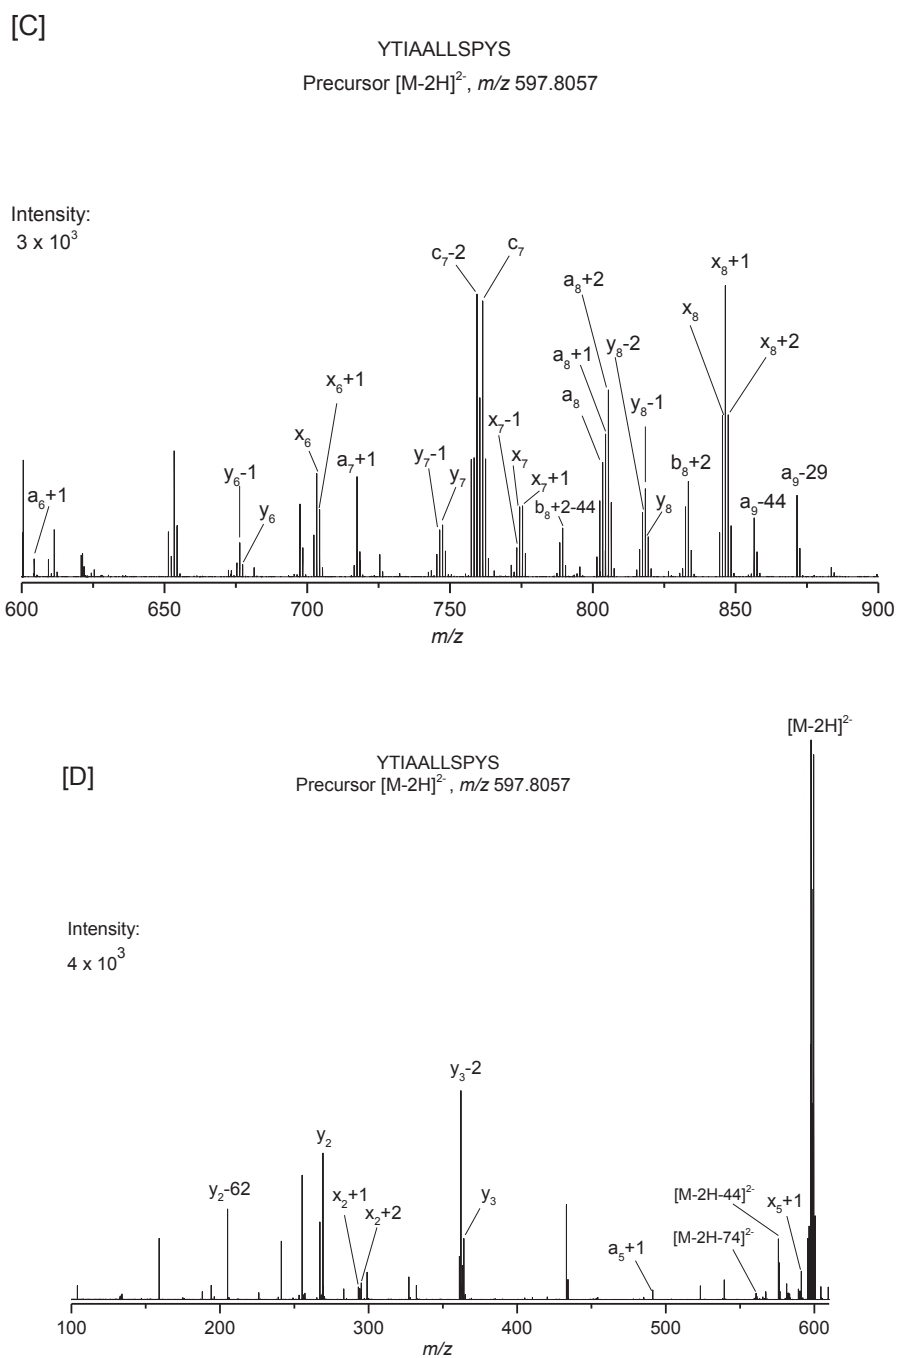 [C]
YTIAALLSPYS
Precursor [M-2H]²⁻, m/z 597.8057
Intensity:
3 x 10³
c₇-2
c₇
x₈+1
a₈+2
x₈
x₈+2
a₈+1
y₈-2
x₆+1
a₈
y₈-1
x₇-1
x₆
a₇+1
y₇-1
x₇
y₇
x₇+1
b₈+2
a₉-29
y₆-1
a₆+1
y₆
b₈+2-44
y₈
a₉-44
600 650 700 750 800 850 900
m/z
[M-2H]²⁻
[D]
YTIAALLSPYS
Precursor [M-2H]²⁻, m/z 597.8057
Intensity:
4 x 10³
y₃-2
y₂
y₂-62
x₂+1
x₂+2
y₃
[M-2H-44]²⁻
x₅+1
[M-2H-74]²⁻
a₅+1
100 200 300 400 500 600
m/z